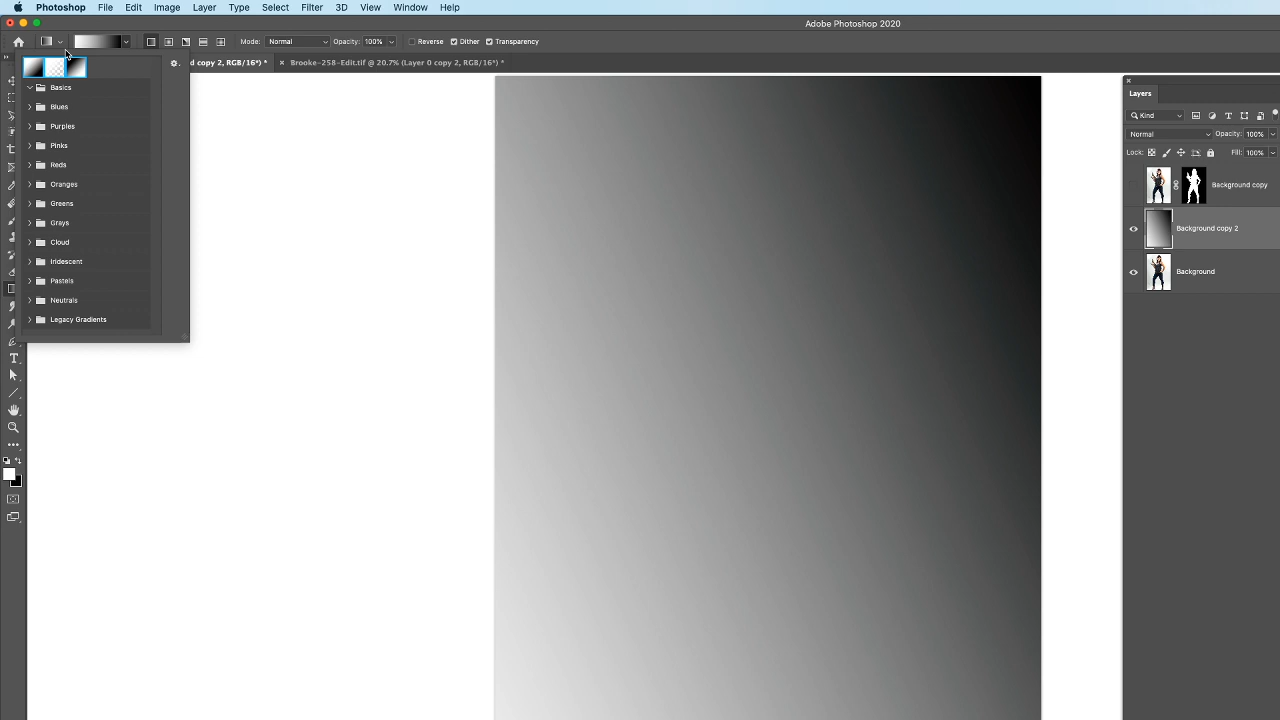 Photoshop File Edit Image Layer Type Select Filter 3D View Window Help
Adobe Photoshop 2020
Mode: Normal Opacity: 100% Reverse Dither Transparency
d copy 2, RGB/16*) * × Brooke-258-Edit.tif @ 20.7% (Layer 0 copy 2, RGB/16*) *
Basics
Blues
Purples
Pinks
Reds
Oranges
Greens
Grays
Cloud
Iridescent
Pastels
Neutrals
Legacy Gradients
Layers
Kind
Normal Opacity: 100%
Lock: Fill: 100%
Background copy
Background copy 2
Background